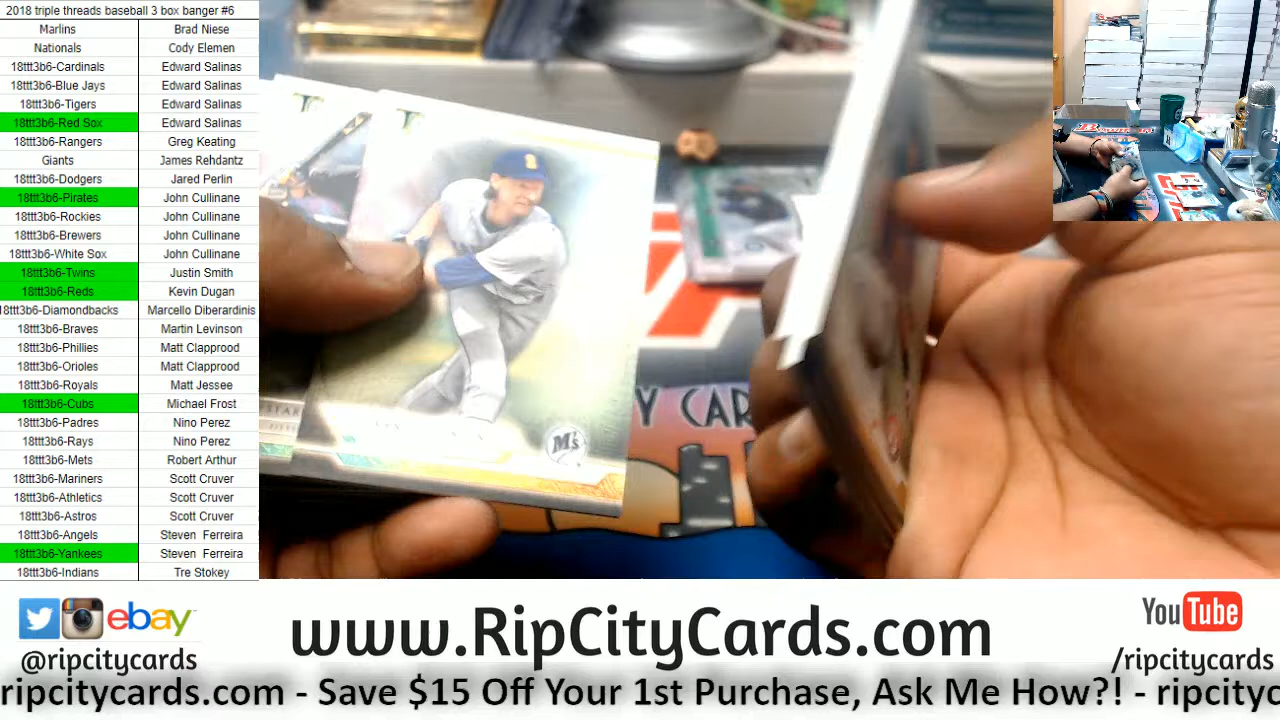 2018 triple threads baseball 3 box banger #6
Marlins Brad Niese
Nationals Cody Elemen
18ttt3b6-Cardinals Edward Salinas
18ttt3b6-Blue Jays Edward Salinas
18ttt3b6-Tigers Edward Salinas
18ttt3b6-Red Sox Edward Salinas
18ttt3b6-Rangers Greg Keating
Giants James Rehdantz
18ttt3b6-Dodgers Jared Perlin
18ttt3b6-Pirates John Cullinane
18ttt3b6-Rockies John Cullinane
18ttt3b6-Brewers John Cullinane
18ttt3b6-White Sox John Cullinane
18ttt3b6-Twins Justin Smith
18ttt3b6-Reds Kevin Dugan
18ttt3b6-Diamondbacks Marcello Diberardinis
18ttt3b6-Braves Martin Levinson
18ttt3b6-Phillies Matt Clapprood
18ttt3b6-Orioles Matt Clapprood
18ttt3b6-Royals Matt Jessee
18ttt3b6-Cubs Michael Frost
18ttt3b6-Padres Nino Perez
18ttt3b6-Rays Nino Perez
18ttt3b6-Mets Robert Arthur
18ttt3b6-Mariners Scott Cruver
18ttt3b6-Athletics Scott Cruver
18ttt3b6-Astros Scott Cruver
18ttt3b6-Angels Steven Ferreira
18ttt3b6-Yankees Steven Ferreira
18ttt3b6-Indians Tre Stokey
M's
Y CAR
ebay
@ripcitycards
www.RipCityCards.com
YouTube
/ripcitycards
ripcitycards.com - Save $15 Off Your 1st Purchase, Ask Me How?! - ripcityc